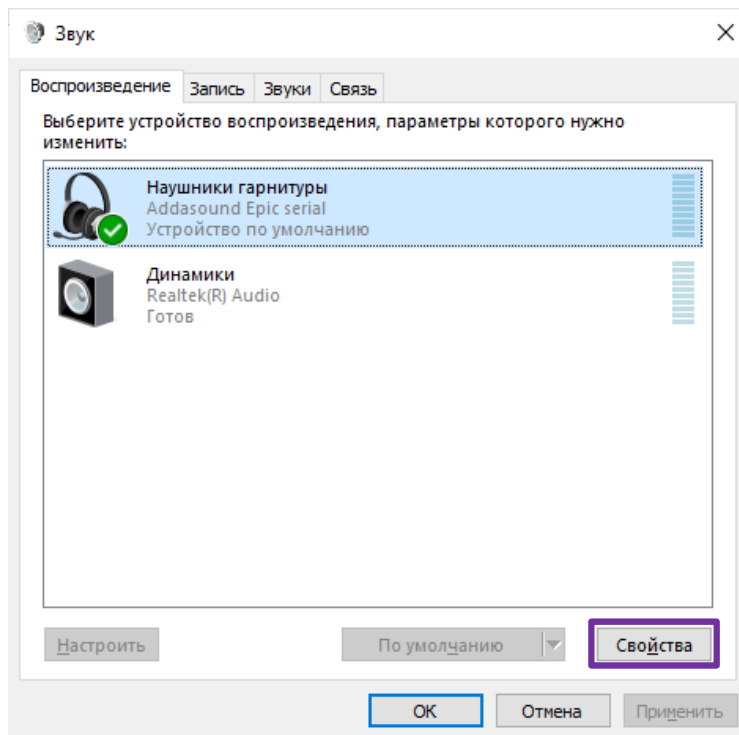 Звук
Воспроизведение Запись Звуки Связь
Выберите устройство воспроизведения, параметры которого нужно
изменить:
Наушники гарнитуры
Addasound Epic serial
Устройство по умолчанию
Динамики
Realtek(R) Audio
Готов
Настроить По умолчанию Свойства
ОК Отмена Применить